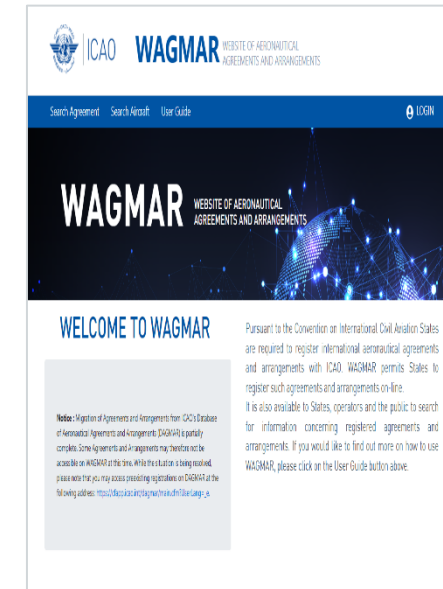 ICAO WAGMAR WEBSITE OF AERONAUTICAL
AGREEMENTS AND ARRANGEMENTS
Search Agreement Search Aircraft User Guide LOGIN
WAGMAR WEBSITE OF AERONAUTICAL
AGREEMENTS AND ARRANGEMENTS
WELCOME TO WAGMAR
Notice : Migration of Agreements and Arrangements from ICAO's Database
of Aeronautical Agreements and Arrangements (DAGMAR) is partially
complete. Some Agreements and Arrangements may therefore not be
accessible on WAGMAR at this time. While the situation is being resolved,
please note that you may access preexisting registrations on DAGMAR at the
following address:
Pursuant to the Convention on International Civil Aviation States
are required to register international aeronautical agreements
and arrangements with ICAO. WAGMAR permits States to
register such agreements and arrangements on-line.
It is also available to States, operators and the public to search
for information concerning registered agreements and
arrangements. If you would like to find out more on how to use
WAGMAR, please click on the User Guide button above.